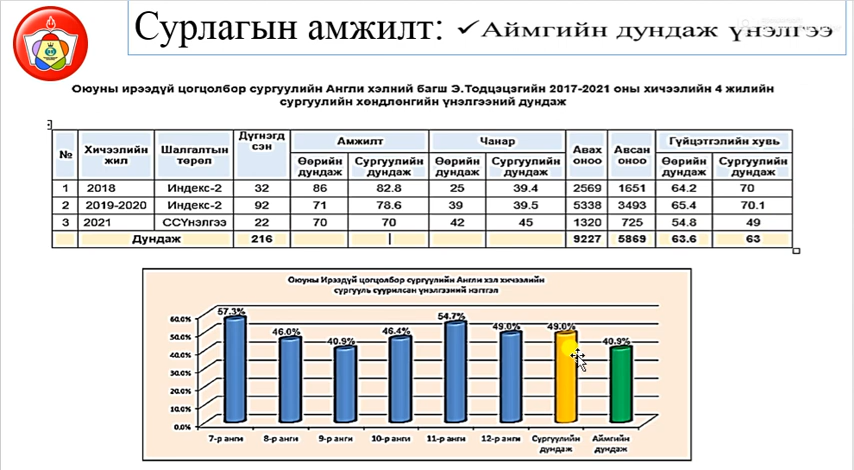 Сурлагын амжилт: ✓ Аймгийн дундаж үнэлгээ
Оюуны ирээдүй цогцолбор сургуулийн Англи хэлний багш Э.Тодцэцэгийн 2017-2021 оны хичээлийн 4 жилийн
сургуулийн хөндлөнгийн үнэлгээний дундаж
№ Хичээлийн жил Шалгалтын төрөл Дүгнэгдсэн Амжилт Чанар Авах оноо Авсан оноо Гүйцэтгэлийн хувь
Өөрийн дундаж Сургуулийн дундаж Өөрийн дундаж Сургуулийн дундаж Өөрийн дундаж Сургуулийн дундаж
1 2018 Индекс-2 32 86 82.8 25 39.4 2569 1651 64.2 70
2 2019-2020 Индекс-2 92 71 78.6 39 39.5 5338 3493 65.4 70.1
3 2021 ССҮнэлгээ 22 70 70 42 45 1320 725 54.8 49
Дундаж 216 9227 5869 63.6 63
Оюуны Ирээдүй цогцолбор сургуулийн Англи хэл хичээлийн
сургууль суурилсан үнэлгээний нэгтгэл
60.0%
50.0%
40.0%
30.0%
20.0%
10.0%
0.0%
57.3% 46.0% 40.9% 46.4% 54.7% 49.0% 49.0% 40.9%
7-р анги 8-р анги 9-р анги 10-р анги 11-р анги 12-р анги Сургуулийн дундаж Аймгийн дундаж